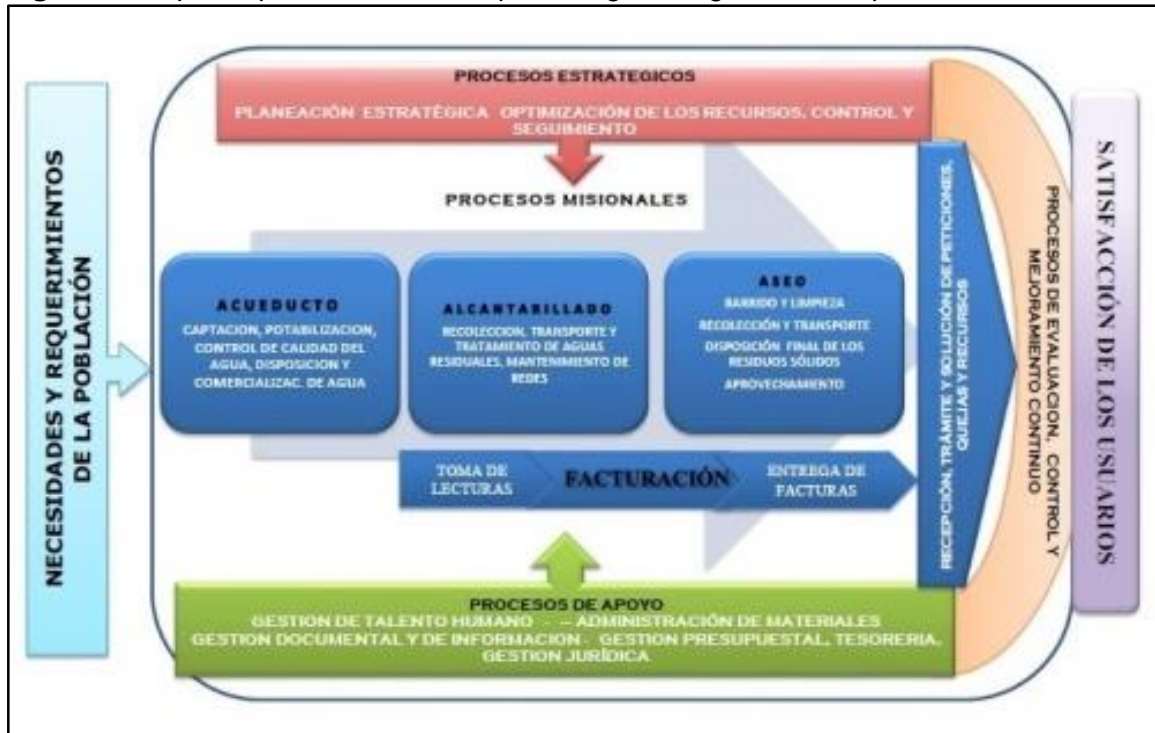 PROCESOS ESTRATEGICOS
PLANEACIÓN ESTRATÉGICA OPTIMIZACIÓN DE LOS RECURSOS, CONTROL Y
SEGUIMIENTO
PROCESOS MISIONALES
NECESIDADES Y REQUERIMIENTOS
DE LA POBLACIÓN
ACUEDUCTO
CAPTACION, POTABILIZACION,
CONTROL DE CALIDAD DEL
AGUA, DISPOSICION Y
COMERCIALIZAC. DE AGUA
ALCANTARILLADO
RECOLECCION, TRANSPORTE Y
TRATAMIENTO DE AGUAS
RESIDUALES, MANTENIMIENTO DE
REDES
ASEO
BARRIDO Y LIMPIEZA
RECOLECCIÓN Y TRANSPORTE
DISPOSICIÓN FINAL DE LOS
RESIDUOS SÓLIDOS
APROVECHAMIENTO
TOMA DE
LECTURAS
FACTURACIÓN
ENTREGA DE
FACTURAS
RECEPCIÓN, TRÁMITE Y SOLUCIÓN DE PETICIONES,
QUEJAS Y RECURSOS
PROCESOS DE EVALUACION, CONTROL Y
MEJORAMIENTO CONTINUO
SATISFACCIÓN DE LOS USUARIOS
PROCESOS DE APOYO
GESTION DE TALENTO HUMANO - – ADMINISTRACIÓN DE MATERIALES
GESTION DOCUMENTAL Y DE INFORMACION - GESTION PRESUPUESTAL, TESORERIA,
GESTION JURÍDICA